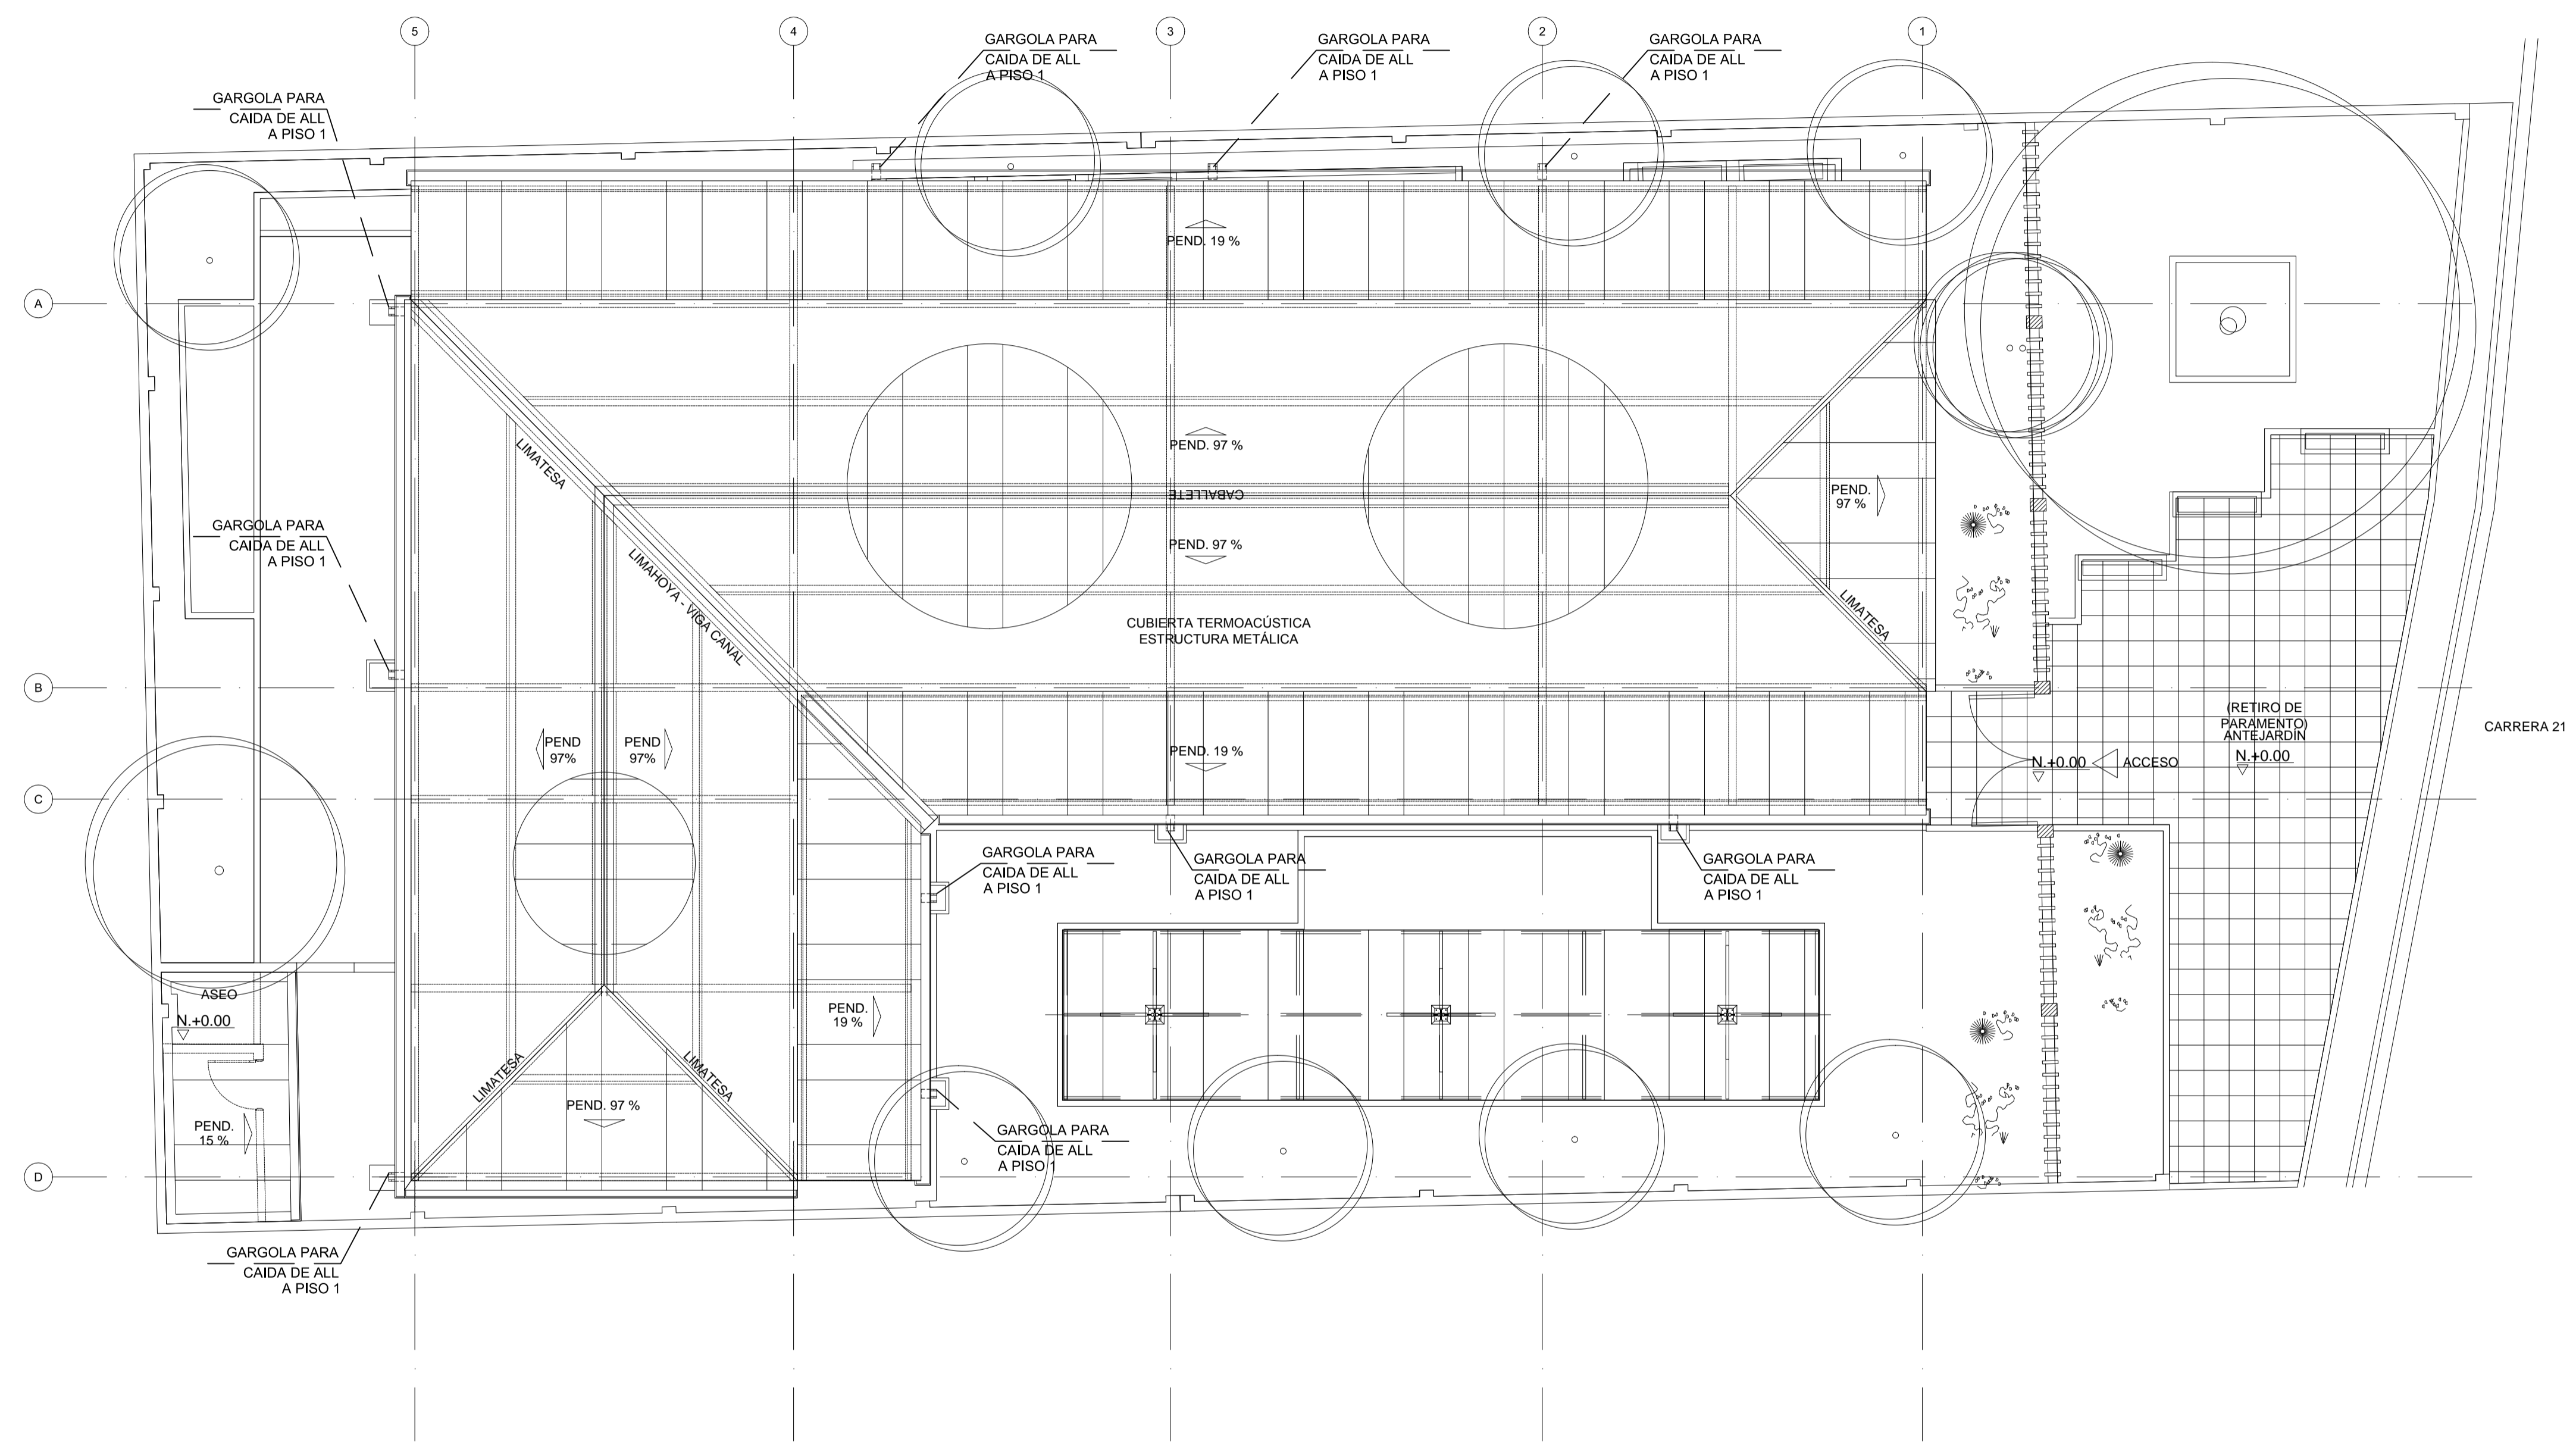 5
4
3
2
1
GARGOLA PARA
CAIDA DE ALL
A PISO 1
GARGOLA PARA
CAIDA DE ALL
A PISO 1
GARGOLA PARA
CAIDA DE ALL
A PISO 1
GARGOLA PARA
CAIDA DE ALL
A PISO 1
PEND. 19 %
A
LIMATESA
PEND. 97 %
CABALLETE
PEND.
97 %
GARGOLA PARA
CAIDA DE ALL
A PISO 1
PEND. 97 %
LIMAHOYA - VIGA CANAL
CUBIERTA TERMOACÚSTICA
ESTRUCTURA METÁLICA
LIMATESA
B
PEND
97%
PEND
97%
PEND. 19 %
(RETIRO DE
PARAMENTO)
ANTEJARDÍN
N.+0.00
CARRERA 21
N.+0.00
ACCESO
C
GARGOLA PARA
CAIDA DE ALL
A PISO 1
GARGOLA PARA
CAIDA DE ALL
A PISO 1
GARGOLA PARA
CAIDA DE ALL
A PISO 1
ASEO
N.+0.00
PEND.
19 %
LIMATESA
LIMATESA
PEND. 97 %
PEND.
15 %
GARGOLA PARA
CAIDA DE ALL
A PISO 1
D
GARGOLA PARA
CAIDA DE ALL
A PISO 1